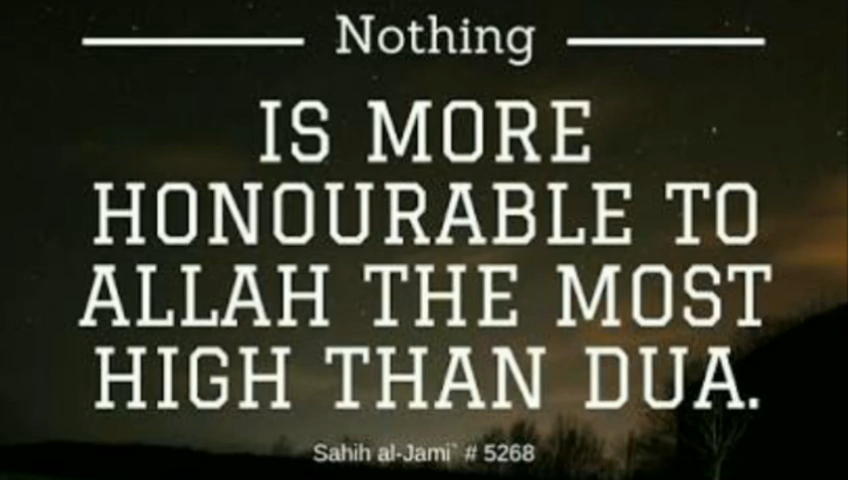 Nothing
IS MORE
HONOURABLE TO
ALLAH THE MOST
HIGH THAN DUA.
Sahih al-Jami` # 5268